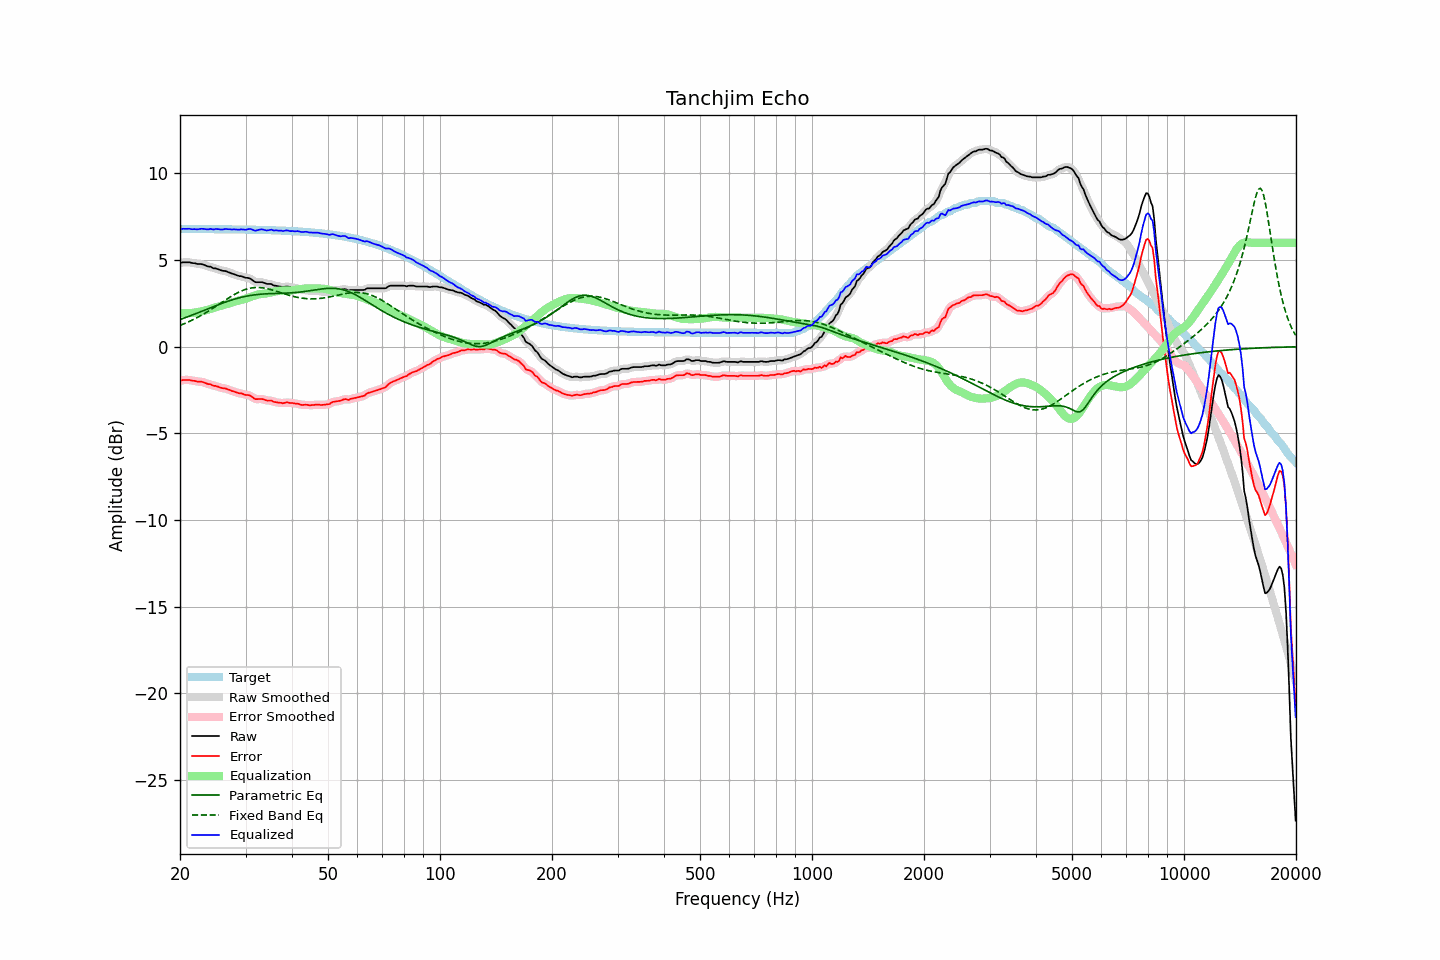 Tanchjim Echo
Amplitude (dBr)
10
5
0
−5
−10
−15
−20
−25
Target
Raw Smoothed
Error Smoothed
Raw
Error
Equalization
Parametric Eq
Fixed Band Eq
Equalized
20 50 100 200 500 1000 2000 5000 10000 20000
Frequency (Hz)